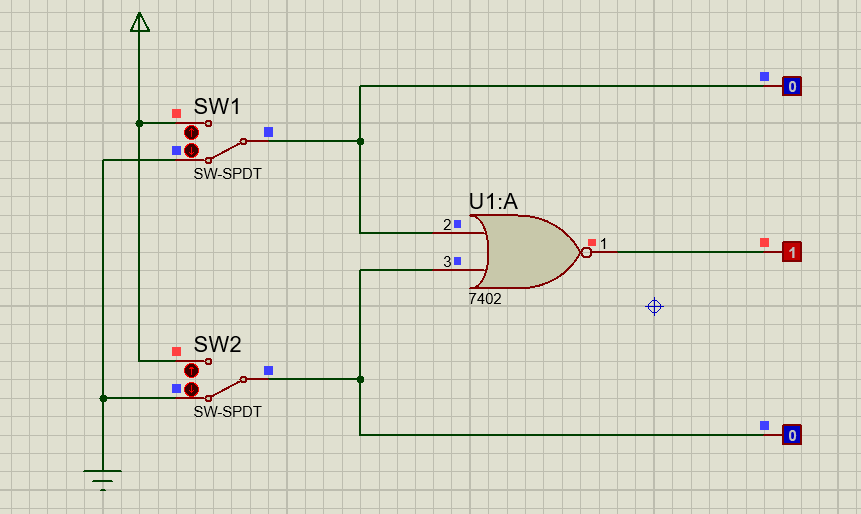 0
SW1
SW-SPDT
U1:A
2
3
1
1
7402
SW2
SW-SPDT
0